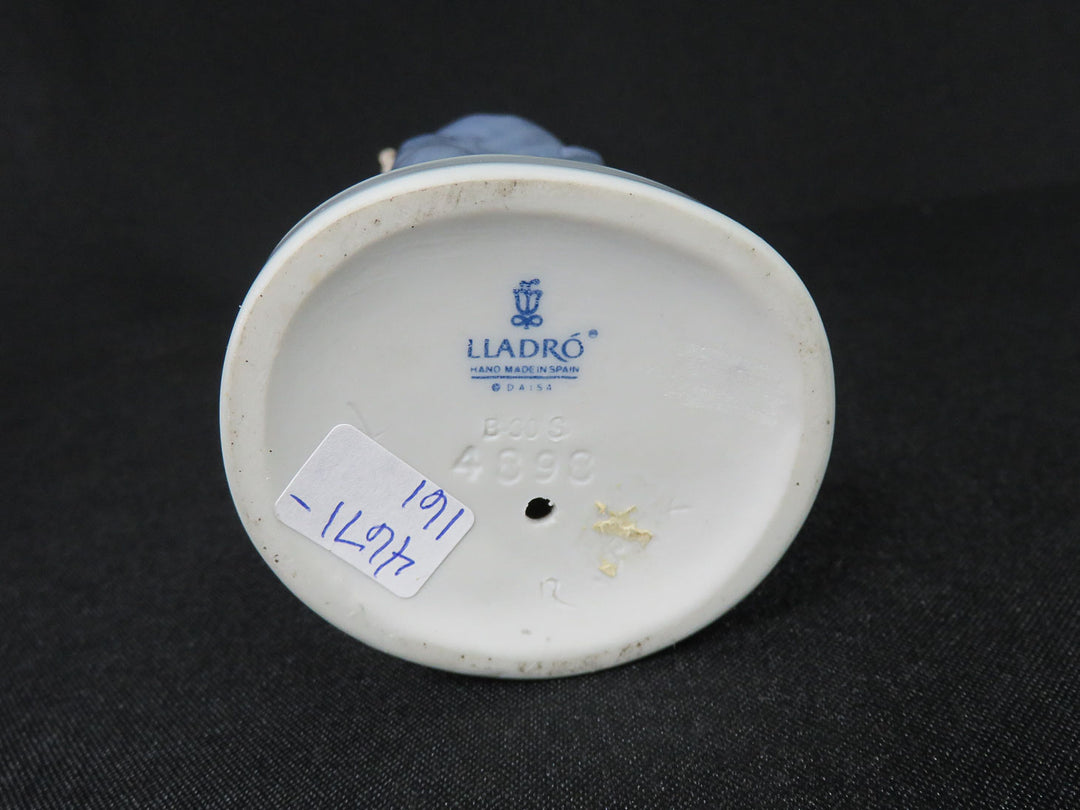 LLADRÓ
HAND MADE IN SPAIN
© DAISA
B-30 G
4898
4671-
161